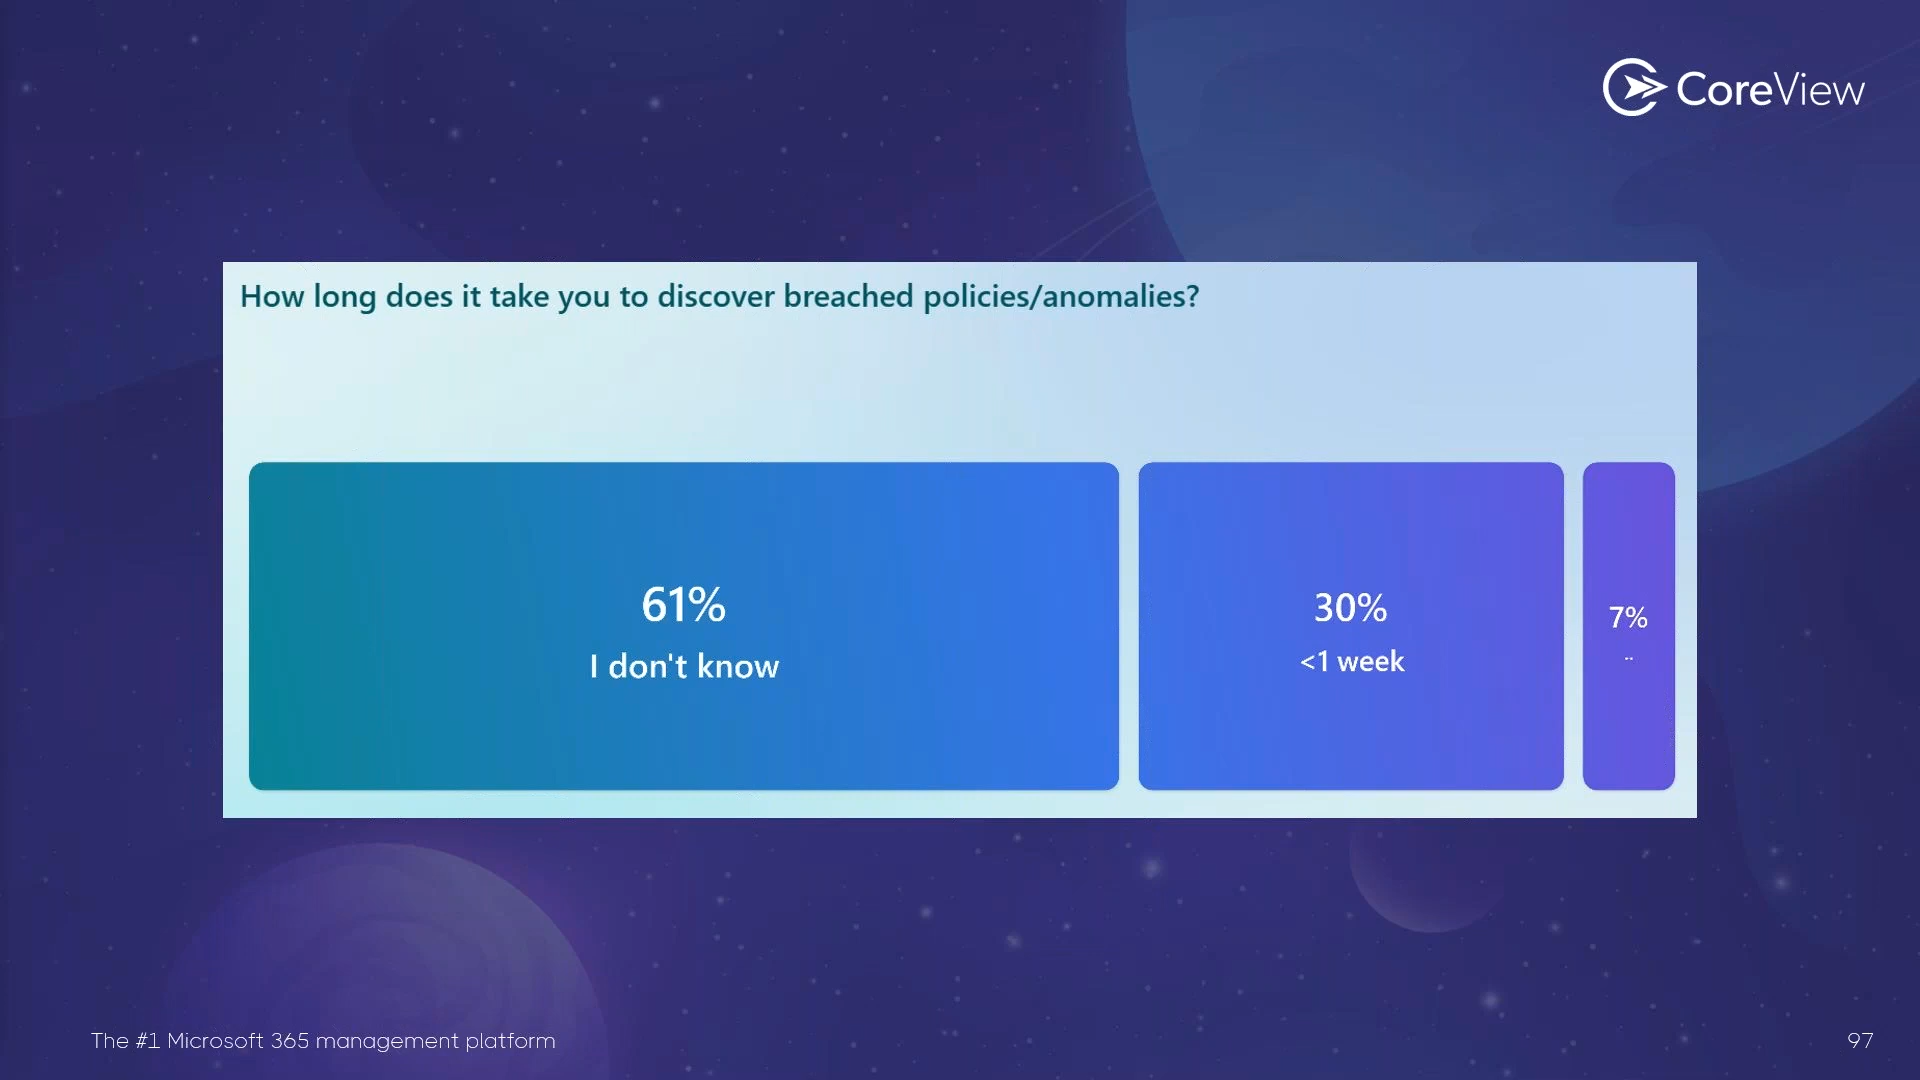 CoreView
How long does it take you to discover breached policies/anomalies?
61%
I don't know
30%
<1 week
7%
..
The #1 Microsoft 365 management platform
97